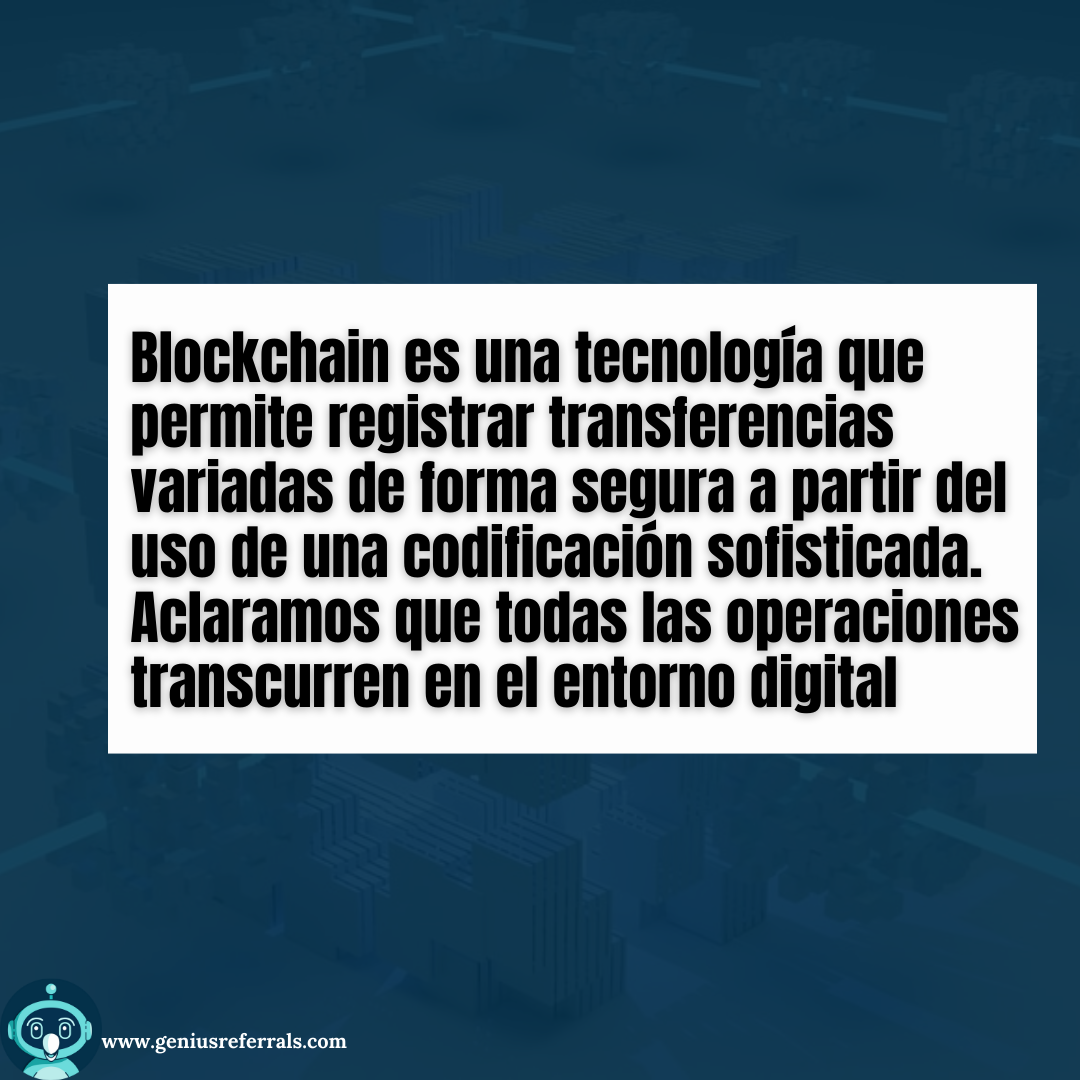 Blockchain es una tecnología que
permite registrar transferencias
variadas de forma segura a partir del
uso de una codificación sofisticada.
Aclaramos que todas las operaciones
transcurren en el entorno digital
www.geniusreferrals.com